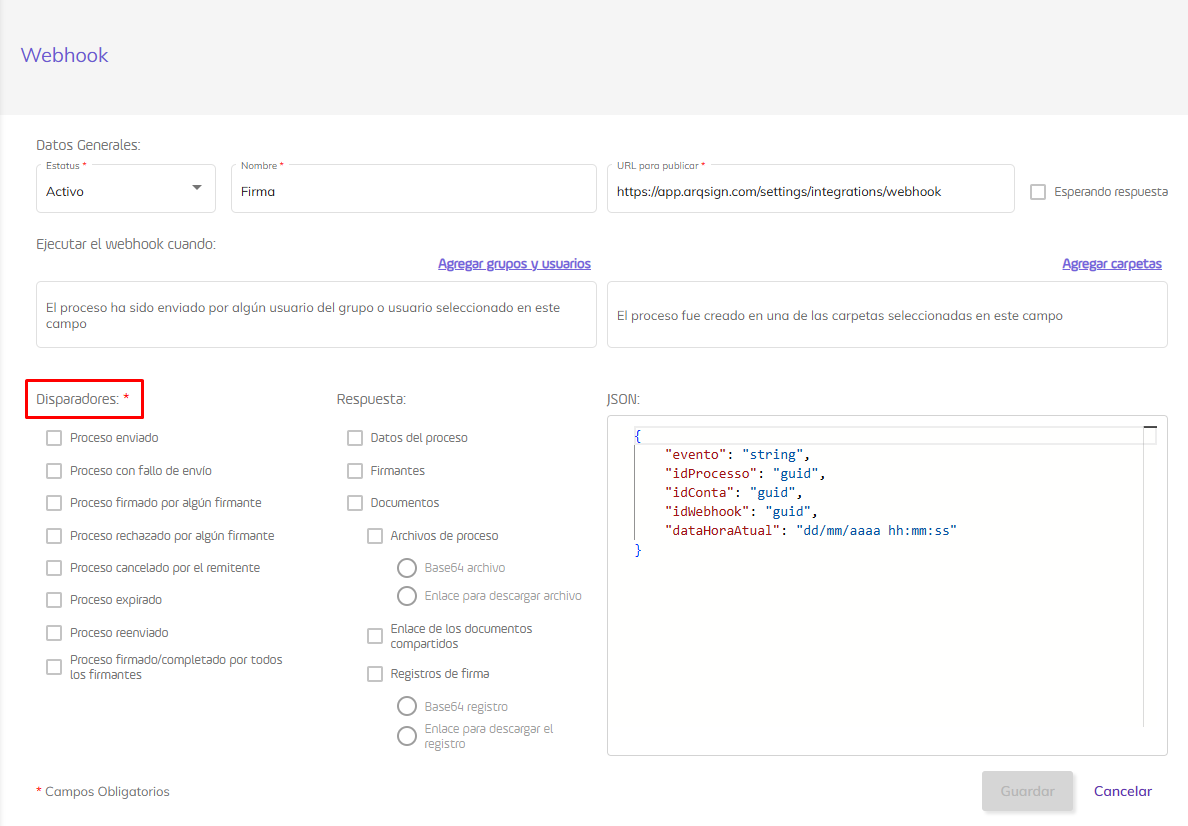 Webhook
Datos Generales:
Estatus *
Activo
Nombre *
Firma
URL para publicar *
https://app.arqsign.com/settings/integrations/webhook
Esperando respuesta
Ejecutar el webhook cuando:
Agregar grupos y usuarios
El proceso ha sido enviado por algún usuario del grupo o usuario seleccionado en este
campo
Agregar carpetas
El proceso fue creado en una de las carpetas seleccionadas en este campo
Disparadores: *
Proceso enviado
Proceso con fallo de envío
Proceso firmado por algún firmante
Proceso rechazado por algún firmante
Proceso cancelado por el remitente
Proceso expirado
Proceso reenviado
Proceso firmado/completado por todos
los firmantes
Respuesta:
Datos del proceso
Firmantes
Documentos
Archivos de proceso
Base64 archivo
Enlace para descargar archivo
Enlace de los documentos
compartidos
Registros de firma
Base64 registro
Enlace para descargar el
registro
JSON:
{
"evento": "string",
"idProcesso": "guid",
"idConta": "guid",
"idWebhook": "guid",
"dataHoraAtual": "dd/mm/aaaa hh:mm:ss"
}
* Campos Obligatorios
Guardar
Cancelar